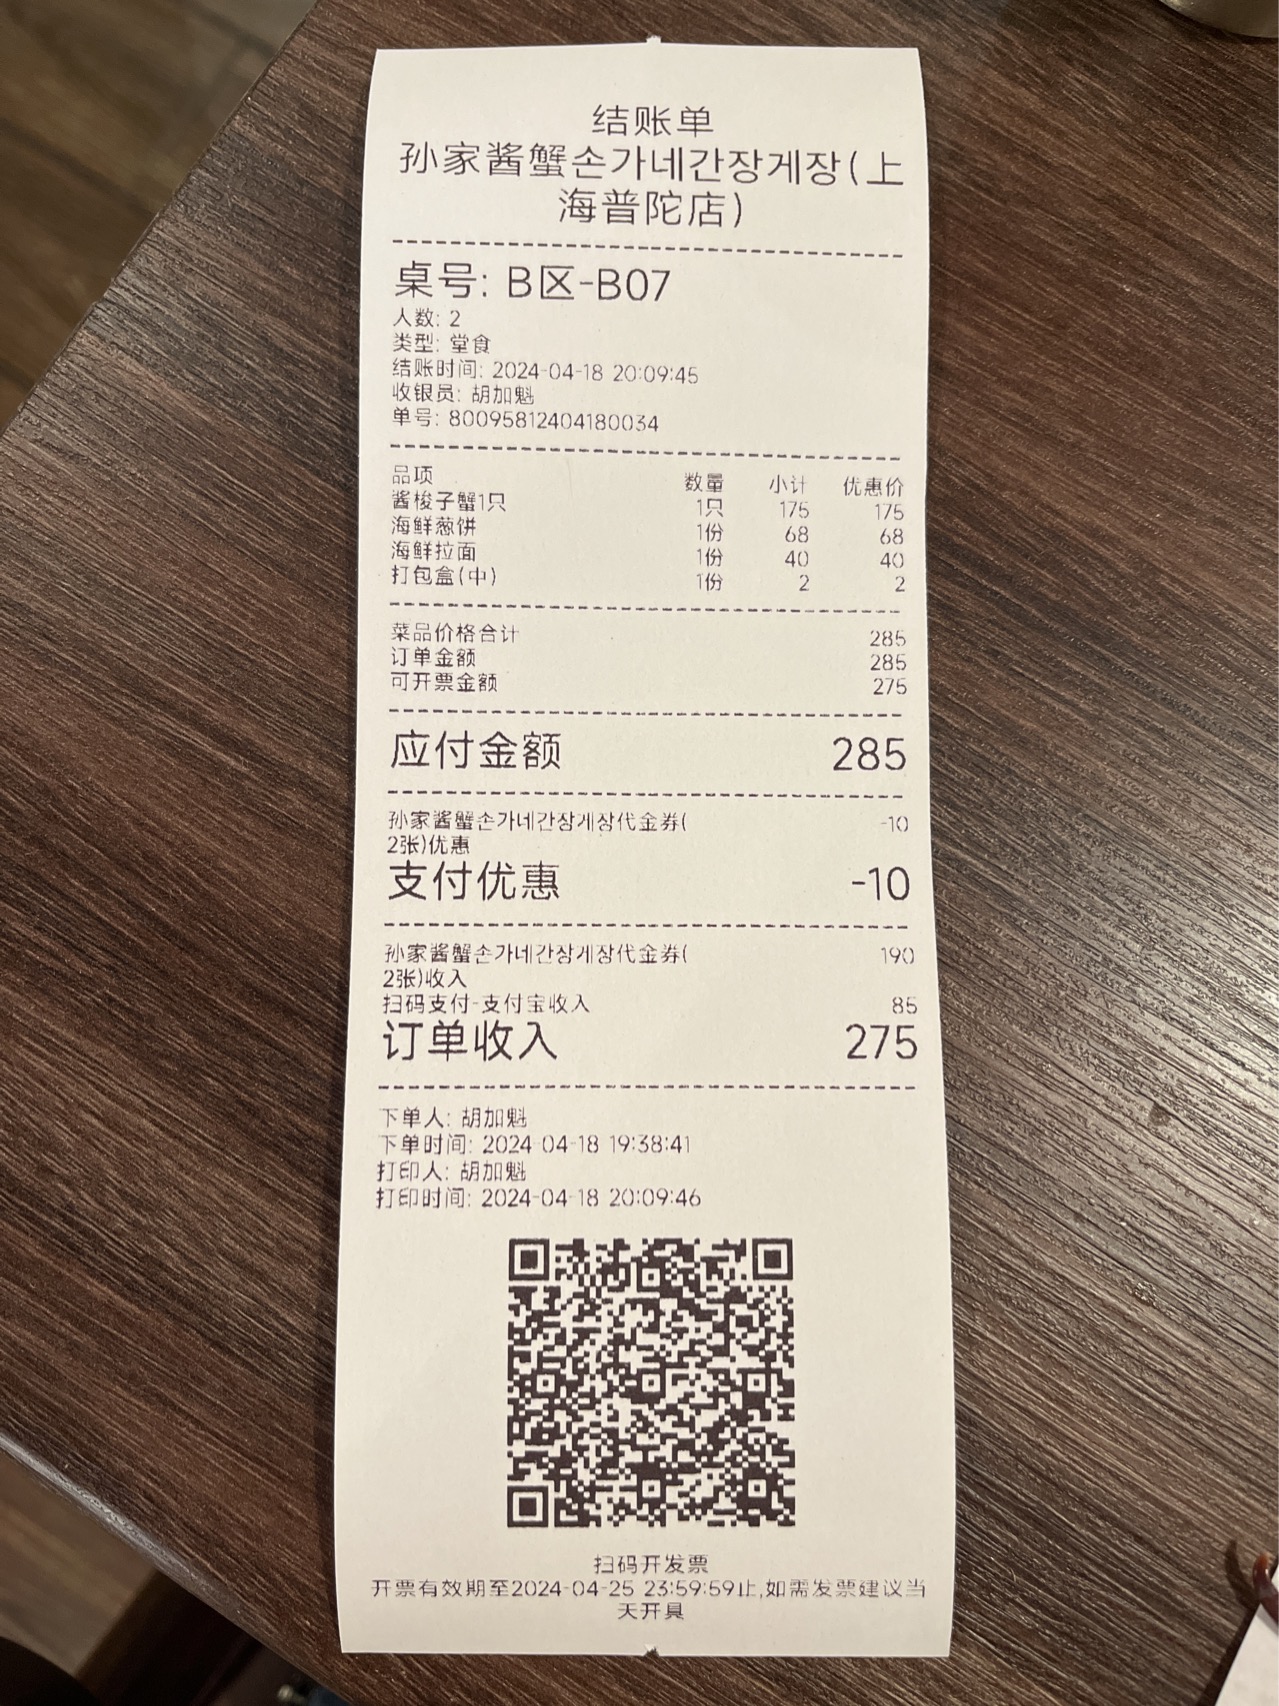 结账单
孙家酱蟹손가네간장게장(上
海普陀店)
桌号: B区-B07
人数: 2
类型: 堂食
结账时间: 2024-04-18 20:09:45
收银员: 胡加魁
单号: 80095812404180034
品项 数量 小计 优惠价
酱梭子蟹1只 1只 175 175
海鲜葱饼 1份 68 68
海鲜拉面 1份 40 40
打包盒(中) 1份 2 2
菜品价格合计 285
订单金额 285
可开票金额 275
应付金额 285
孙家酱蟹손가네간장게장代金券( -10
2张)优惠
支付优惠 -10
孙家酱蟹손가네간장게장代金券( 190
2张)收入
扫码支付-支付宝收入 85
订单收入 275
下单人: 胡加魁
下单时间: 2024-04-18 19:38:41
打印人: 胡加魁
打印时间: 2024-04-18 20:09:46
扫码开发票
开票有效期至2024-04-25 23:59:59止,如需发票建议当
天开具